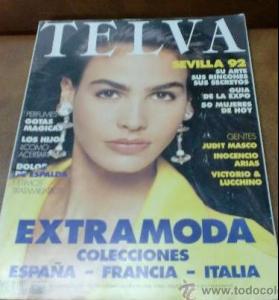 TELVA
SEVILLA 92
SU ARTE
SUS RINCONES
SUS SECRETOS
GUIA
DE LA EXPO
50 MUJERES
DE HOY
PERFUMES
GOTAS
MAGICAS
LOS HIJOS
¿COMO
ACERTAR?
DOLOR
DE ESPALDA
GENTES
JUDIT MASCO
INOCENCIO
ARIAS
VICTORIO &
LUCCHINO
EXTRAMODA
COLECCIONES
ESPAÑA - FRANCIA - ITALIA
www.todocoleccion